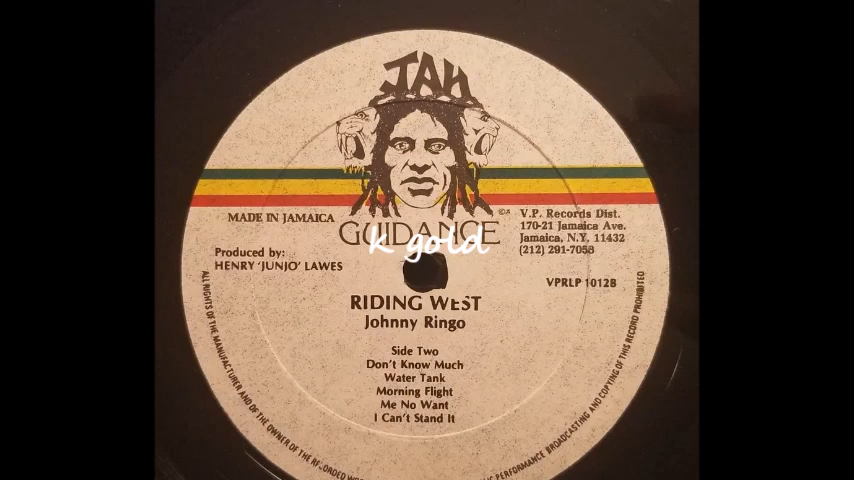 JAH
MADE IN JAMAICA
GUIDANCE
k gold
V.P. Records Dist.
170-21 Jamaica Ave.
Jamaica, N.Y. 11432
(212) 291-7058
Produced by:
HENRY 'JUNJO' LAWES
VPRLP 1012B
RIDING WEST
Johnny Ringo
Side Two
Don't Know Much
Water Tank
Morning Flight
Me No Want
I Can't Stand It
ALL RIGHTS OF THE MANUFACTURER AND OF THE OWNER OF THE RECORDED
PERFORMANCE BROADCASTING AND COPYING OF THIS RECORD PROHIBITED